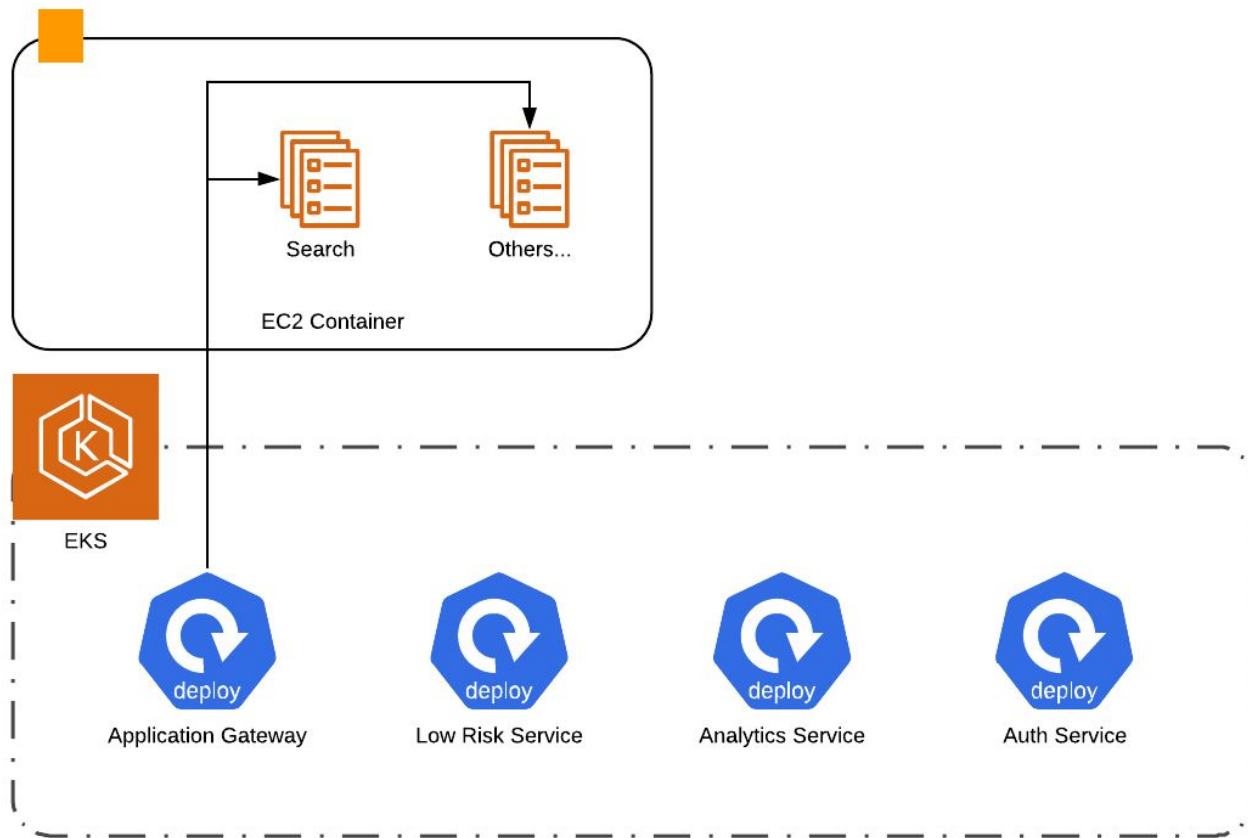 Search
Others...
EC2 Container
K
EKS
deploy
deploy
deploy
deploy
Application Gateway
Low Risk Service
Analytics Service
Auth Service